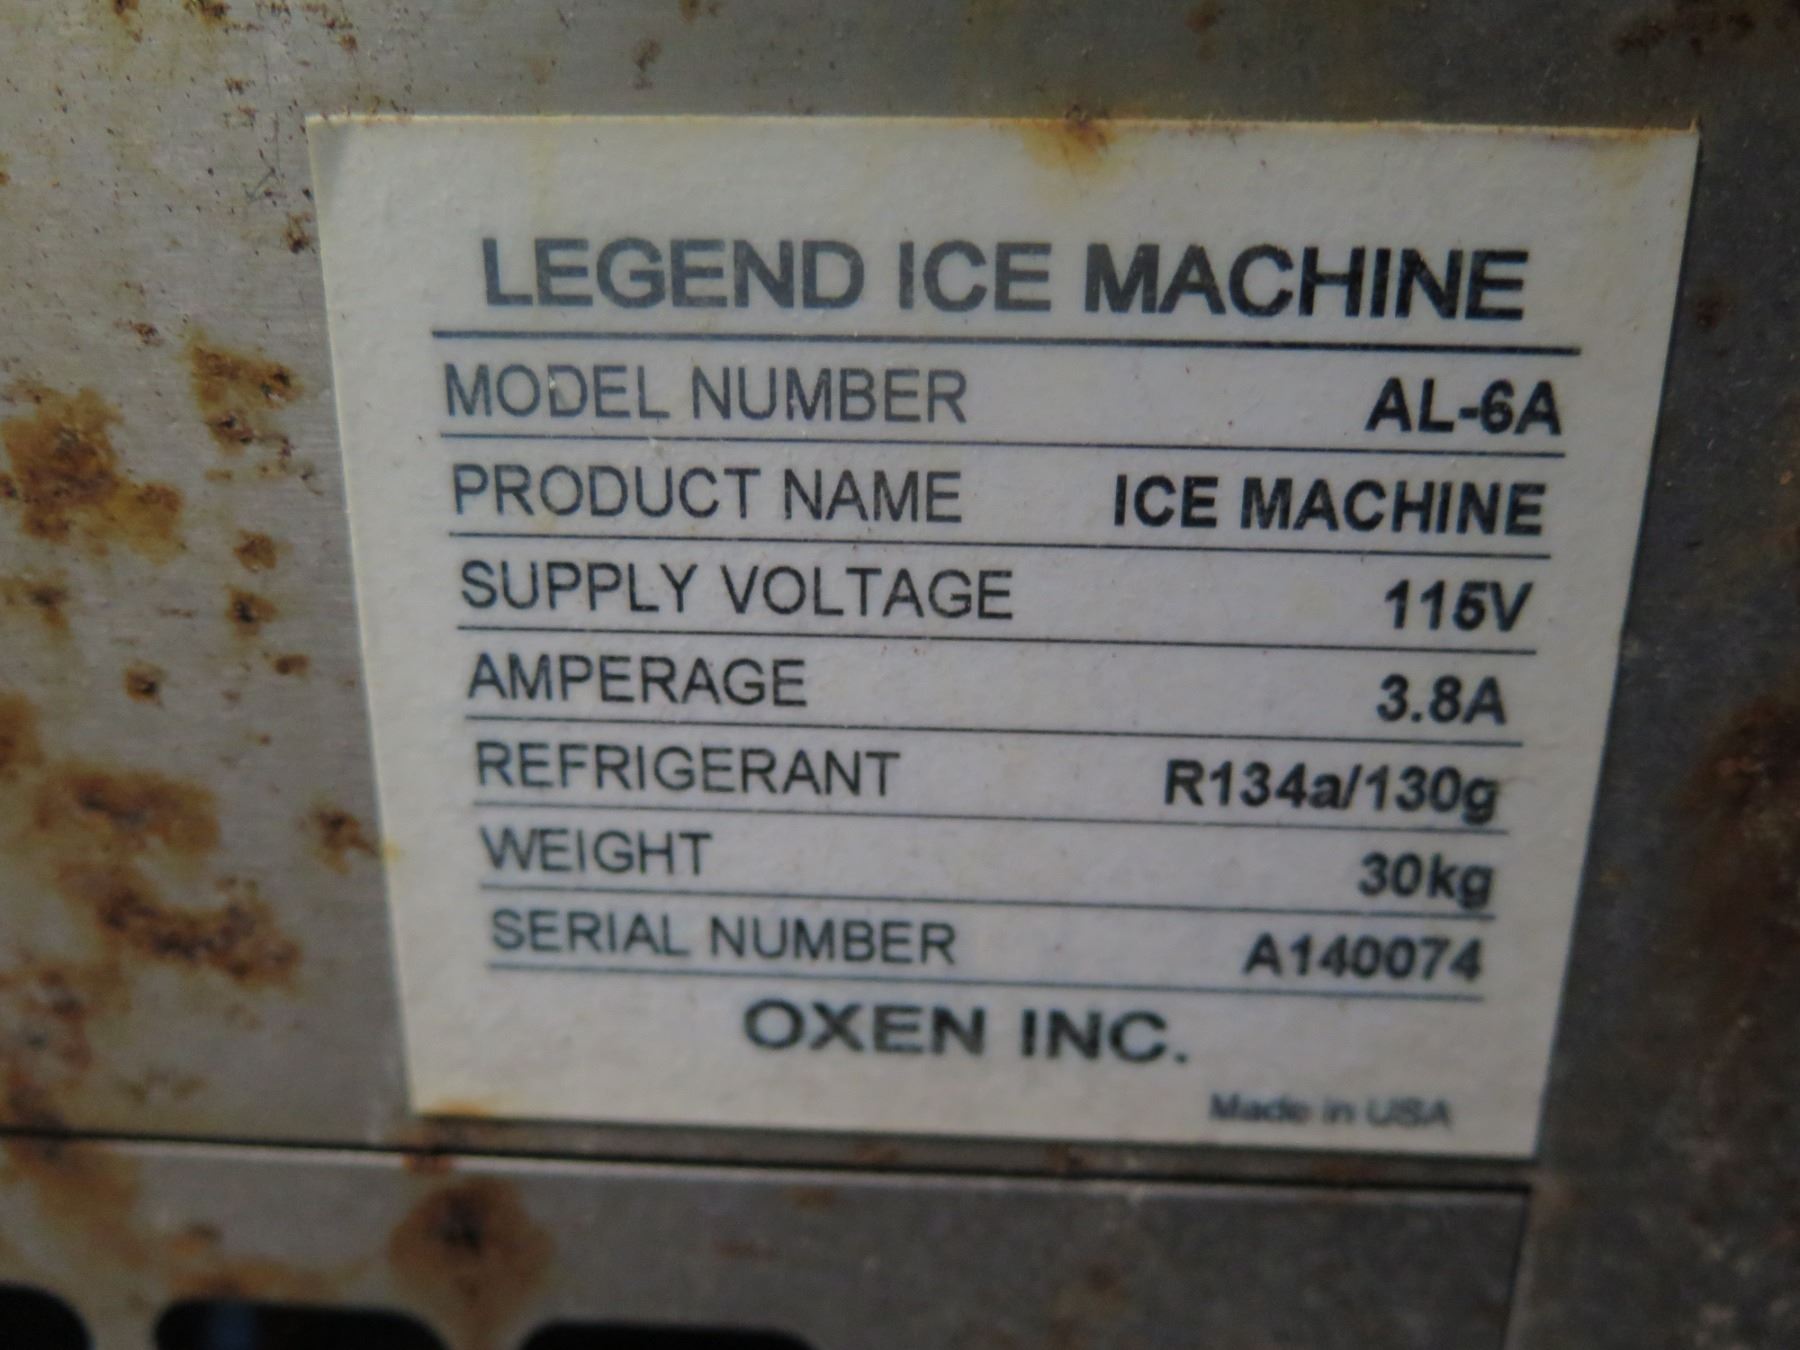 LEGEND ICE MACHINE
MODEL NUMBER AL-6A
PRODUCT NAME ICE MACHINE
SUPPLY VOLTAGE 115V
AMPERAGE 3.8A
REFRIGERANT R134a/130g
WEIGHT 30kg
SERIAL NUMBER A140074
OXEN INC.
Made in USA